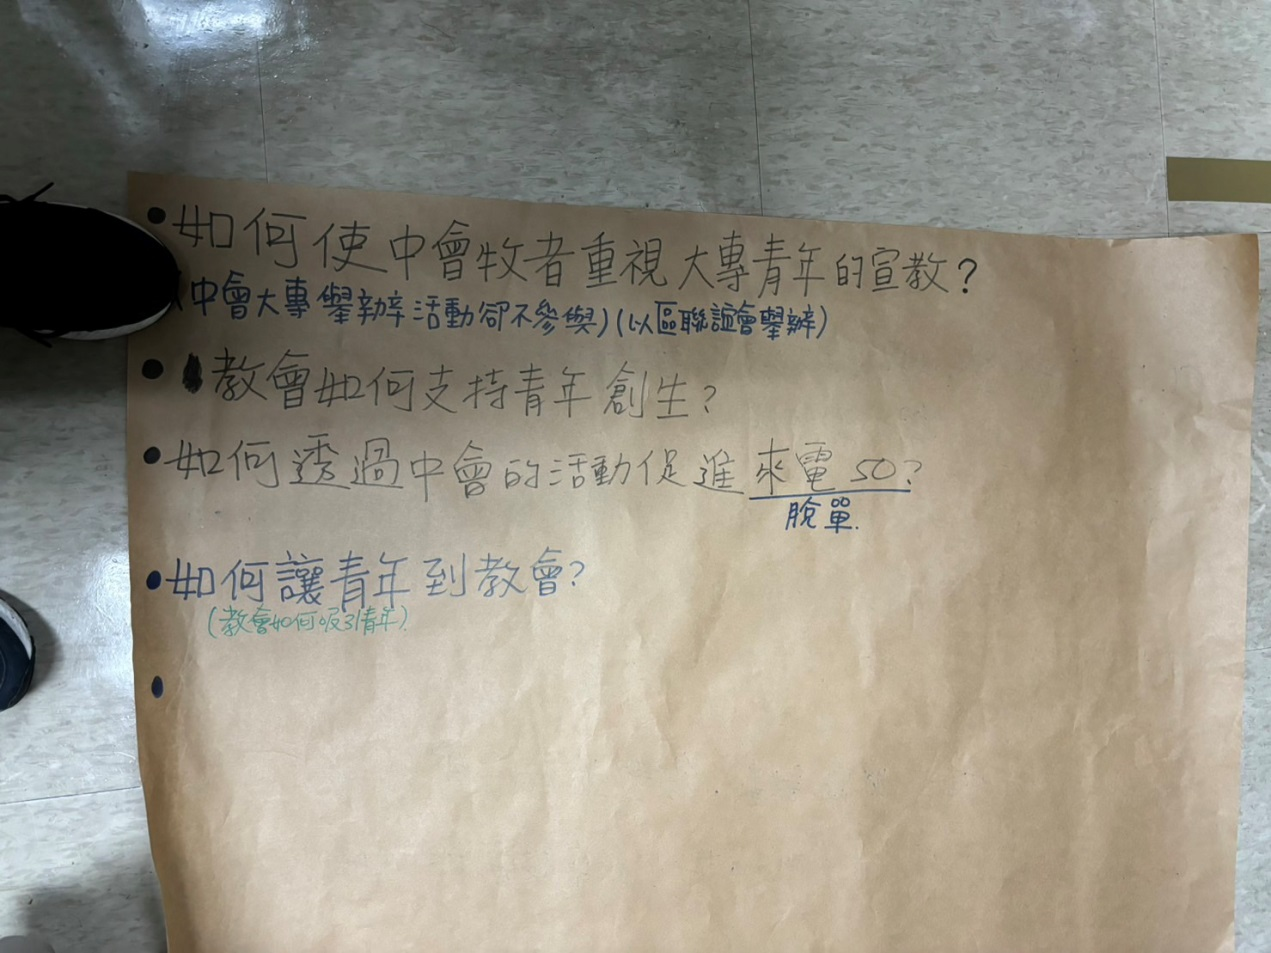 •如何使中會牧者重視大專青年的宣教?
(中會大專舉辦活動卻不參與)(以區聯誼會舉辦)
•教會如何支持青年創生?
•如何透過中會的活動促進來電50?
脫單.
•如何讓青年到教會?
(教會如何吸引青年)
•